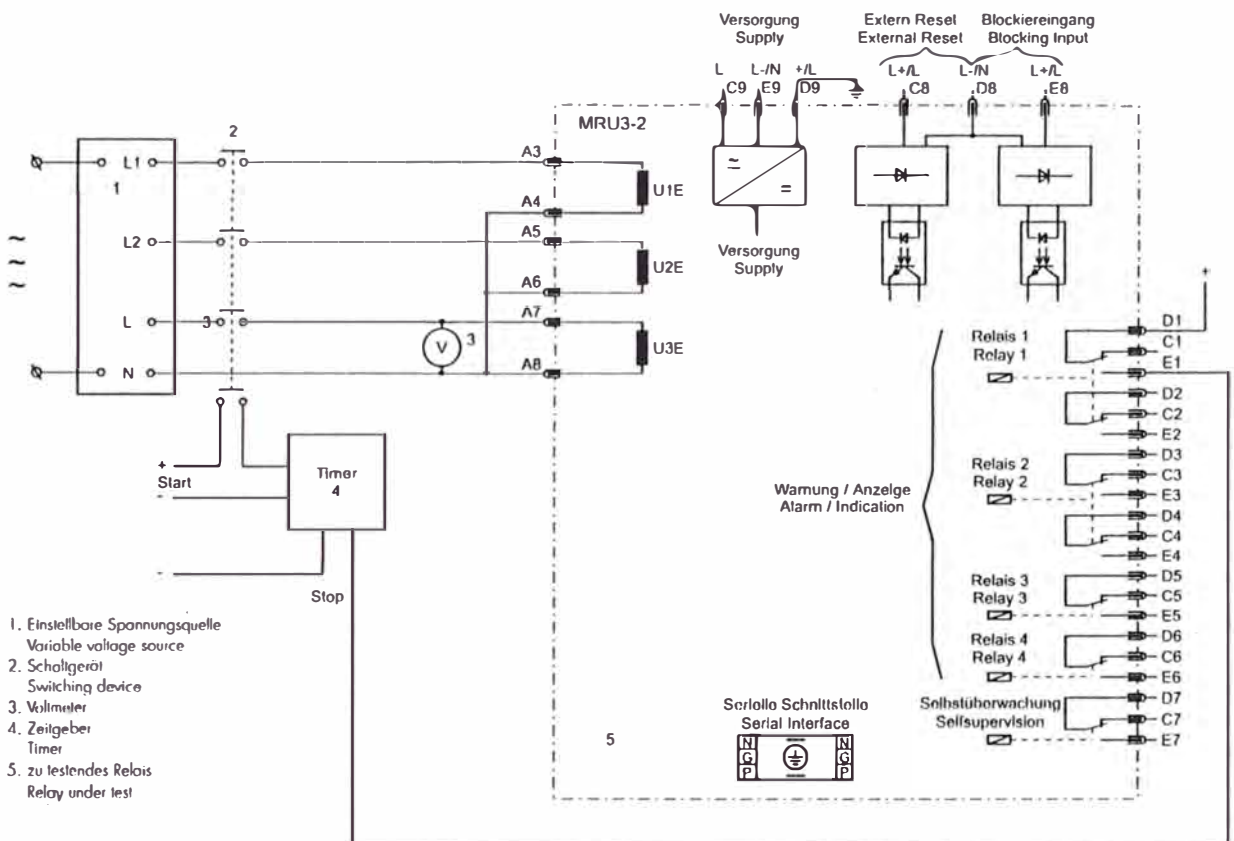 Versorgung
Supply
Extern Reset
External Reset
Blockiereingang
Blocking Input
L
L-/N
+/L
C9
E9
D9
L+/L
L-/N
L+/L
C8
D8
E8
MRU3-2
2
L1
1
L2
L
3
N
A3
A4
A5
A6
A7
A8
U1E
U2E
U3E
V
3
~
=
Versorgung
Supply
+
D1
C1
E1
D2
C2
E2
D3
C3
E3
D4
C4
E4
D5
C5
E5
D6
C6
E6
D7
C7
E7
Relais 1
Relay 1
Relais 2
Relay 2
Relais 3
Relay 3
Relais 4
Relay 4
Warnung / Anzeige
Alarm / Indication
Selbstüberwachung
Selfsupervision
+
Start
-
-
Timer
4
Stop
1. Einstellbare Spannungsquelle
Variable voltage source
2. Schaltgerät
Switching device
3. Voltmeter
4. Zeitgeber
Timer
5. zu testendes Relais
Relay under test
5
Serielle Schnittstelle
Serial Interface
N
G
P
N
G
P